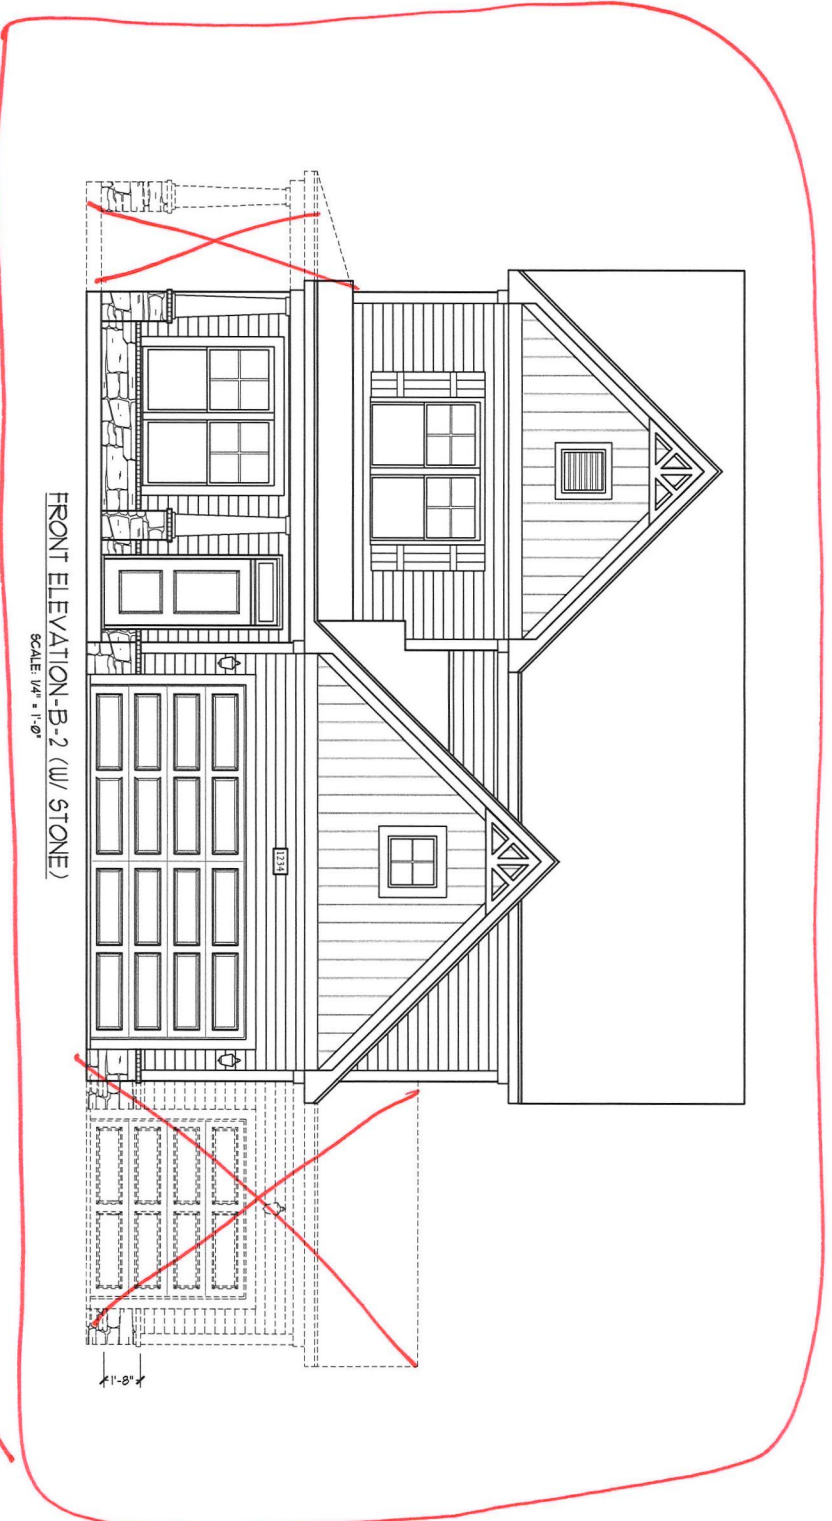 1234
1'-8"
FRONT ELEVATION-B-2 (W/ STONE)
SCALE: 1/4" = 1'-0"